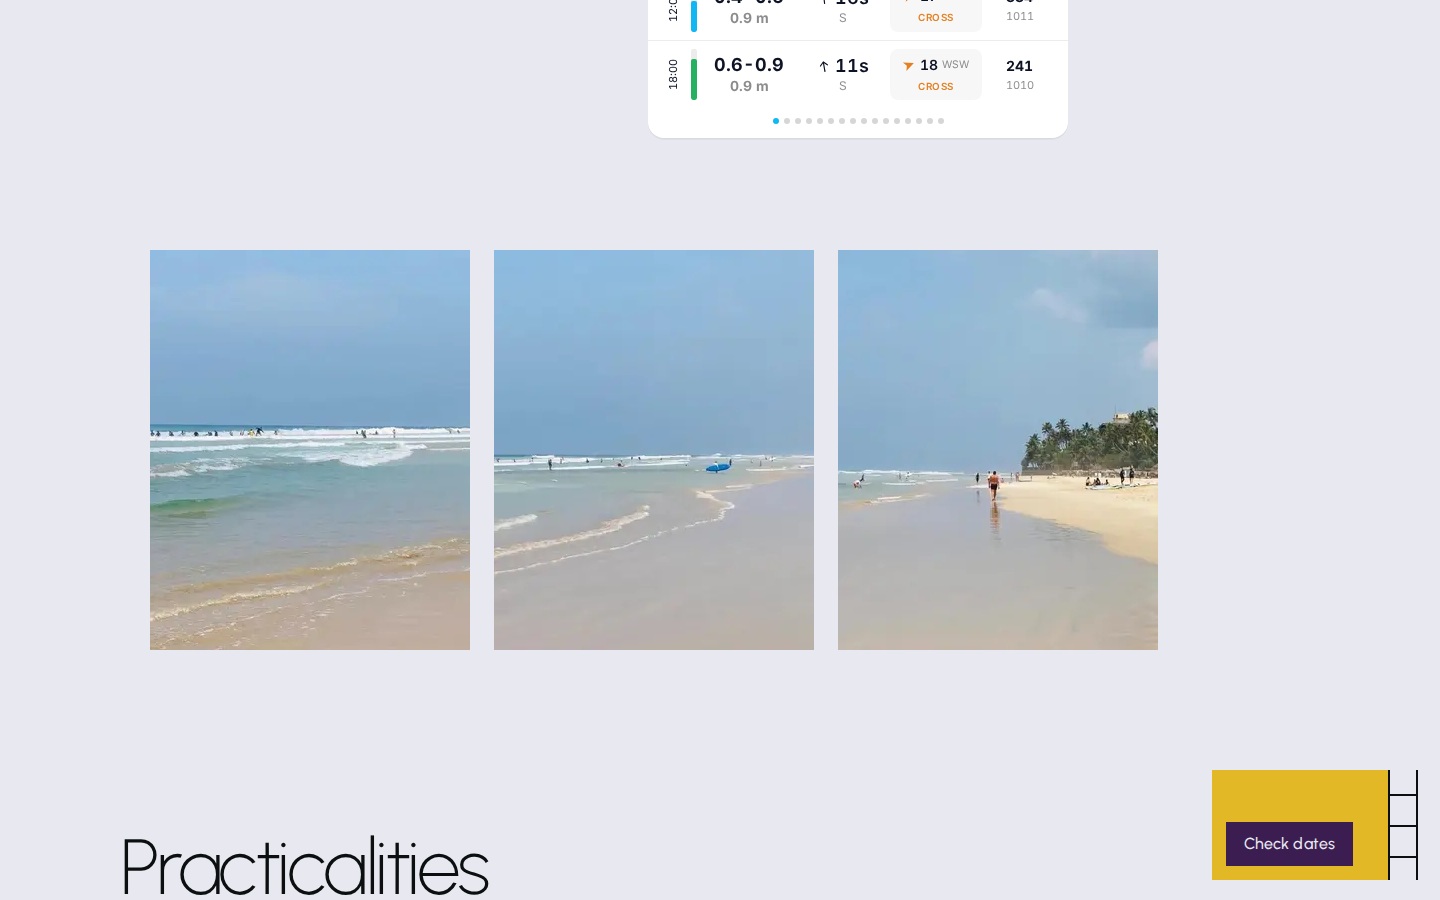 0.9 m
S
CROSS
1011
18:00
0.6-0.9
0.9 m
11s
S
18 WSW
CROSS
241
1010
Practicalities
Check dates